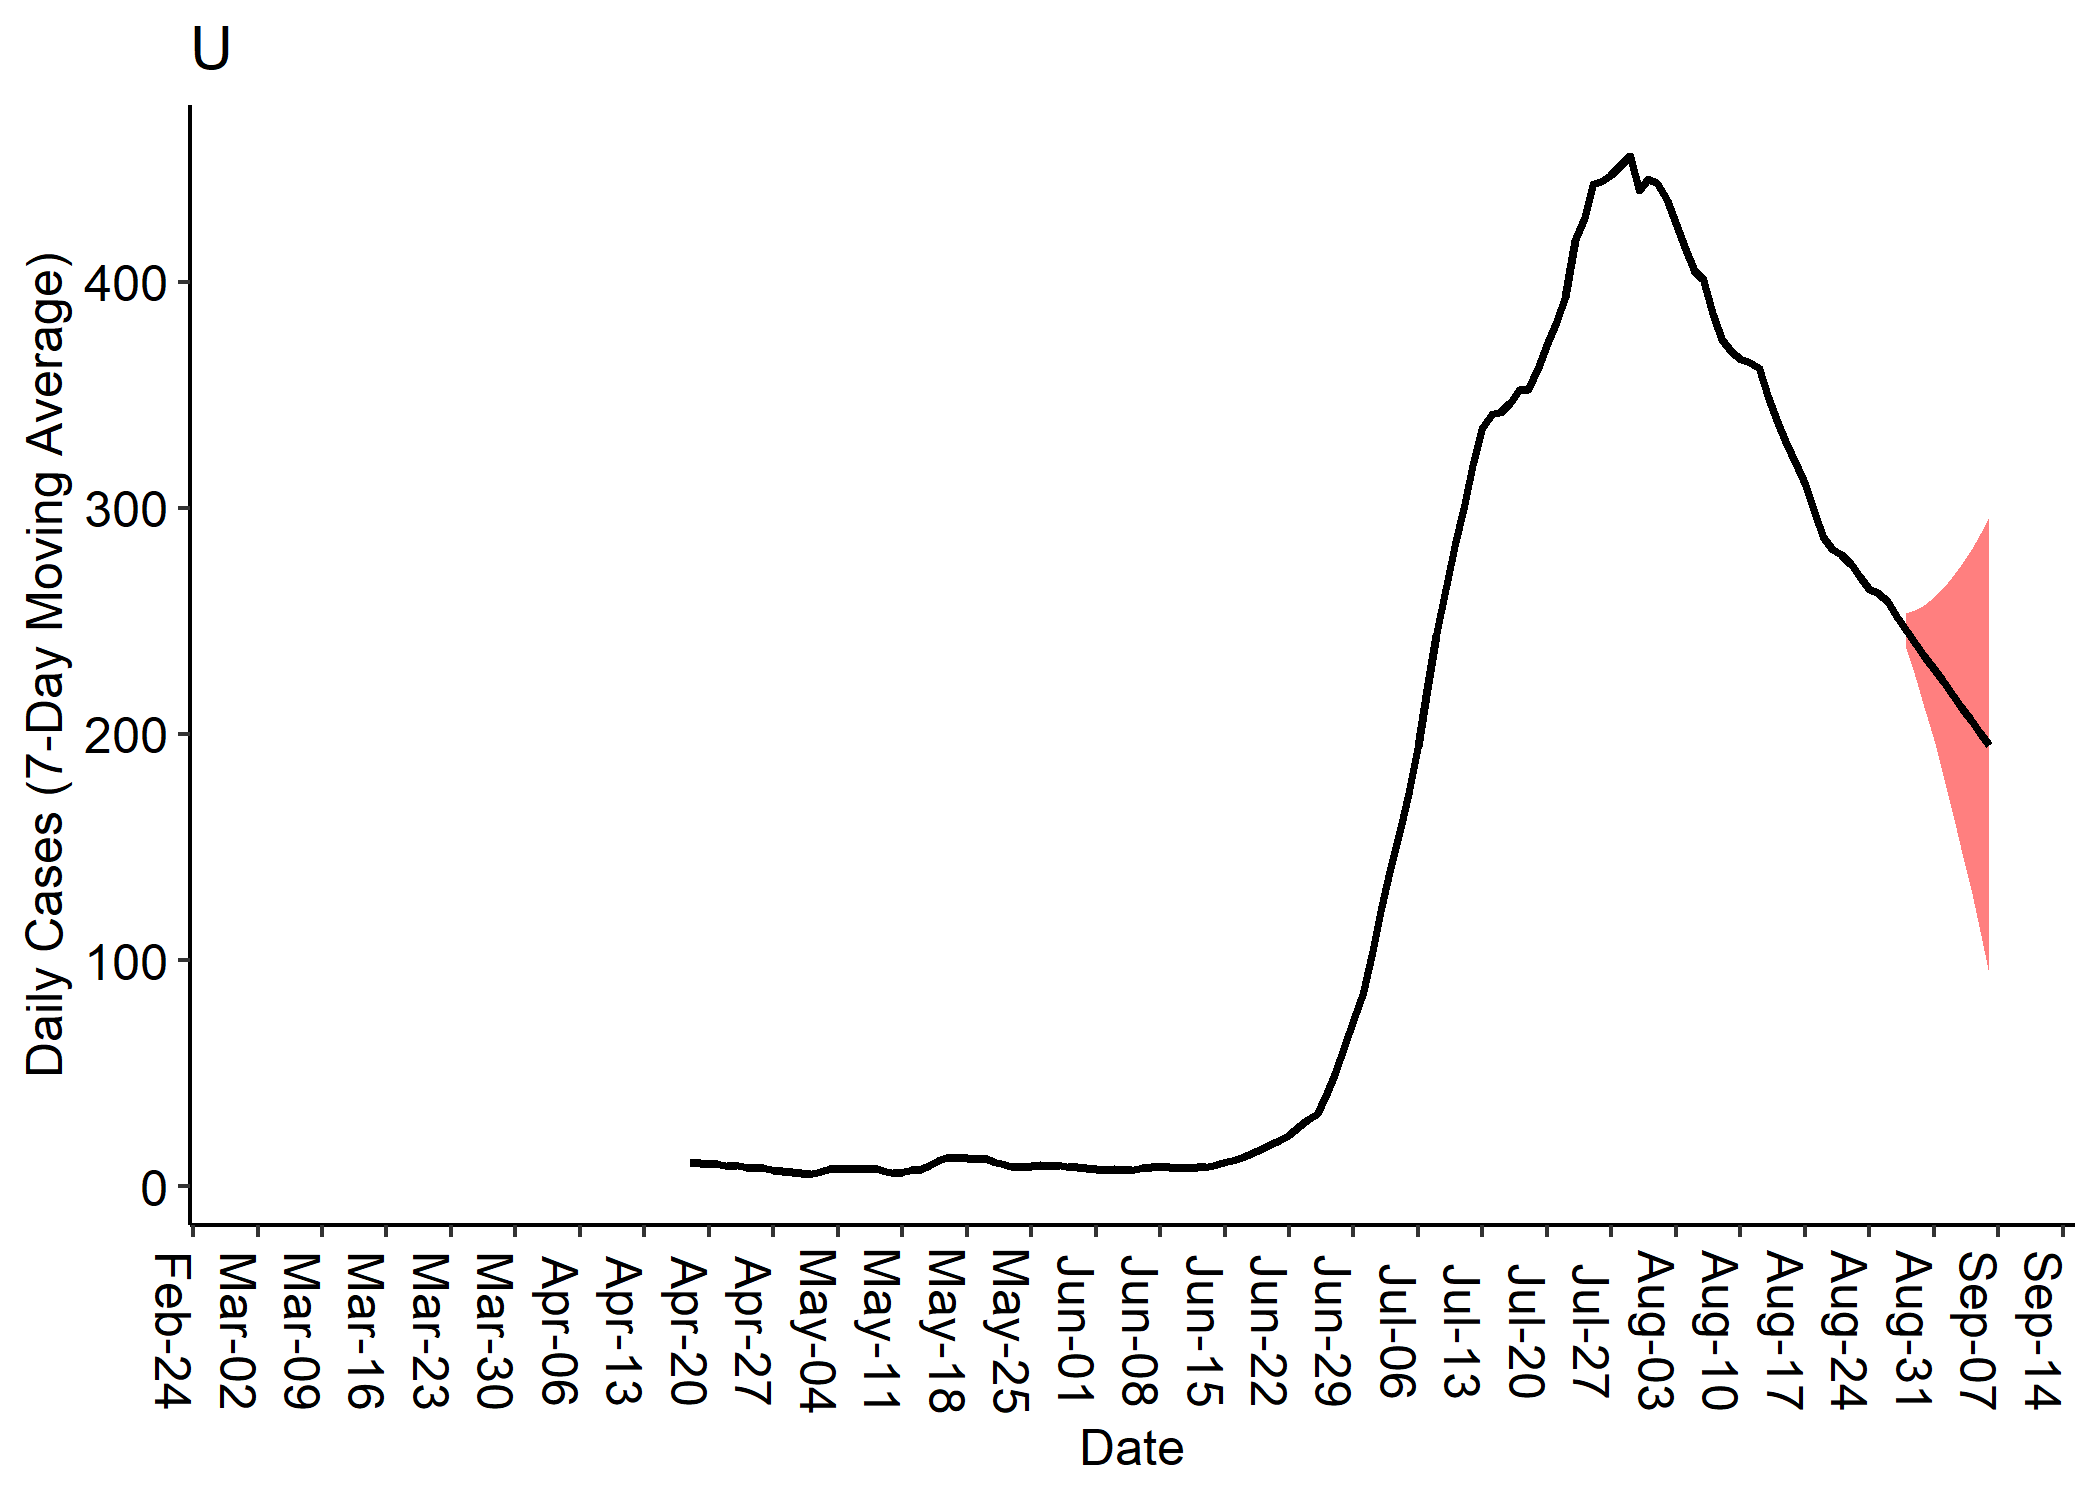 U
Daily Cases (7-Day Moving Average)
400
300
200
100
0
Feb-24
Mar-02
Mar-09
Mar-16
Mar-23
Mar-30
Apr-06
Apr-13
Apr-20
Apr-27
May-04
May-11
May-18
May-25
Jun-01
Jun-08
Jun-15
Jun-22
Jun-29
Jul-06
Jul-13
Jul-20
Jul-27
Aug-03
Aug-10
Aug-17
Aug-24
Aug-31
Sep-07
Sep-14
Date